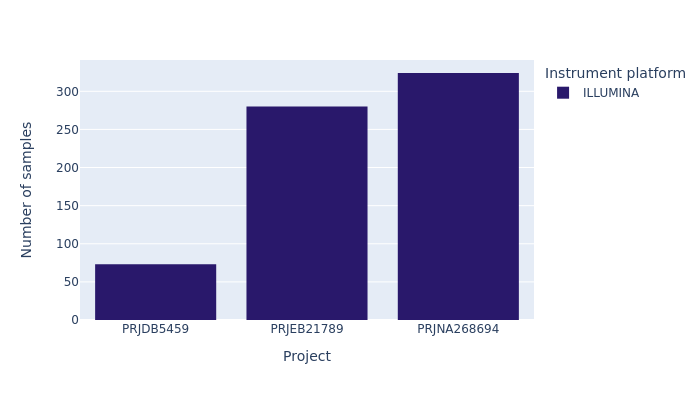 Instrument platform
ILLUMINA
Number of samples
300
250
200
150
100
50
0
PRJDB5459
PRJEB21789
PRJNA268694
Project